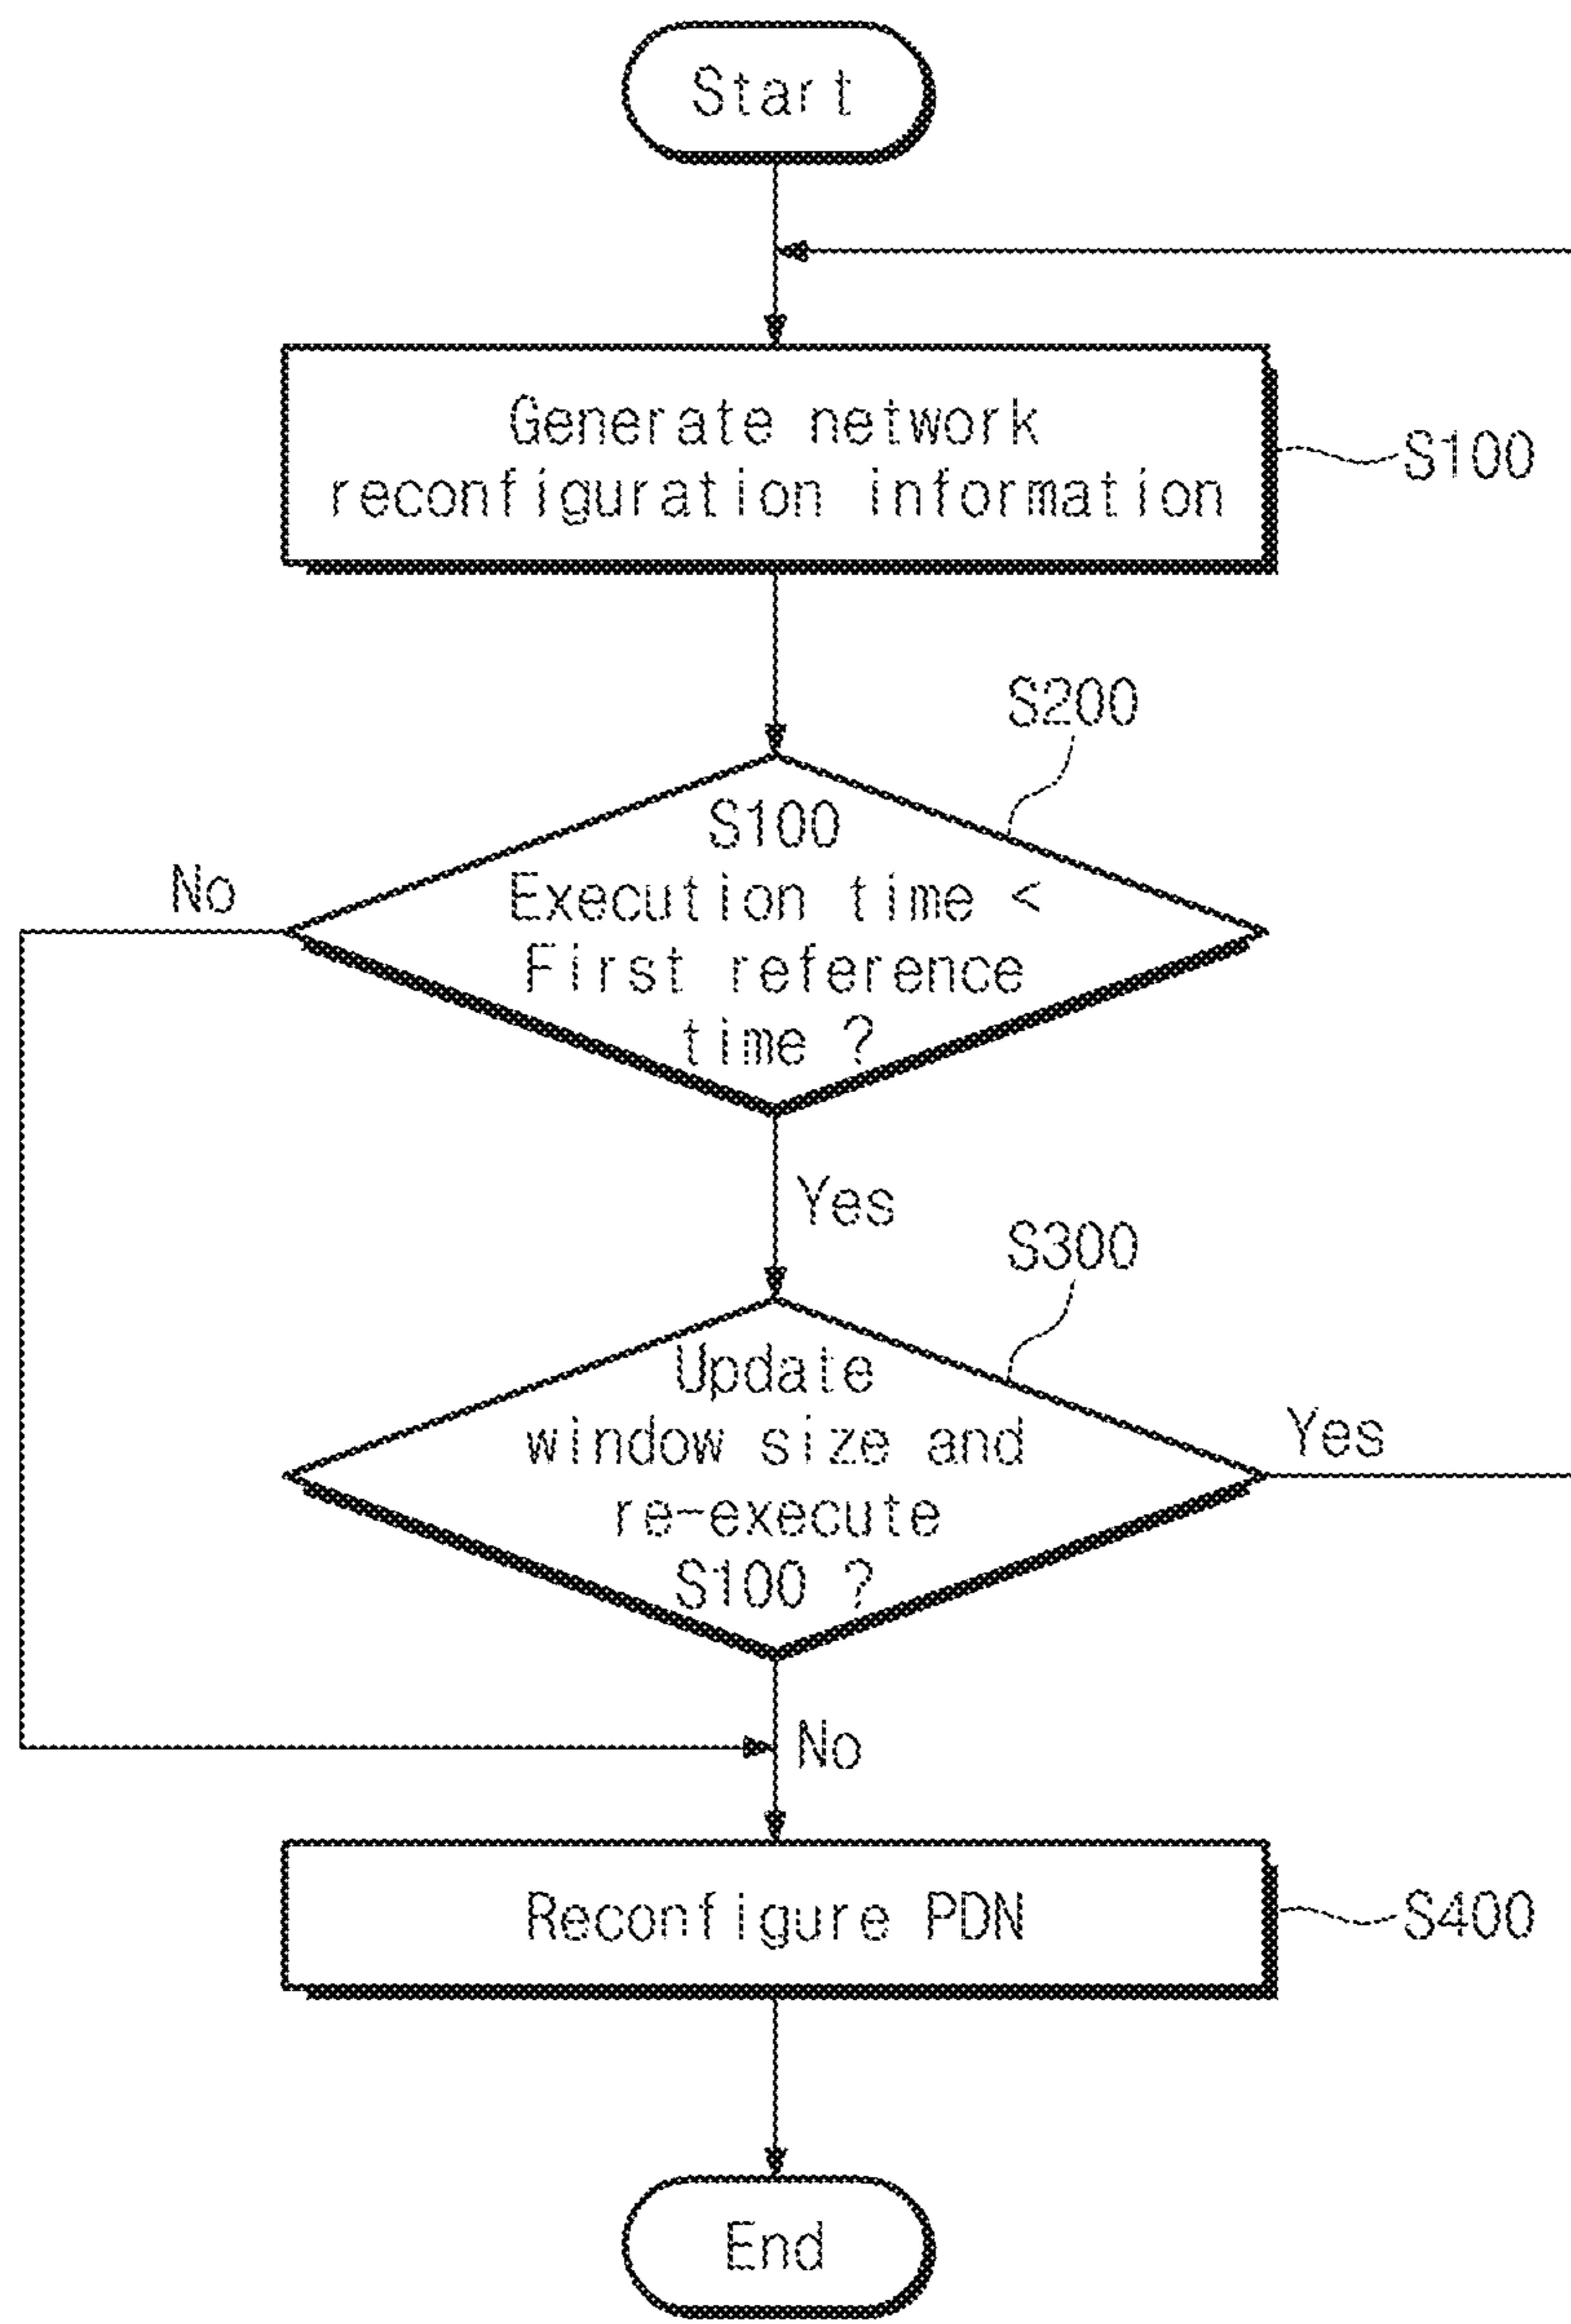 Start
Generate network
reconfiguration information
S100
S200
S100
Execution time <
First reference
time ?
No
Yes
S300
Update
window size and
re-execute
S100 ?
Yes
No
Reconfigure PDN
S400
End